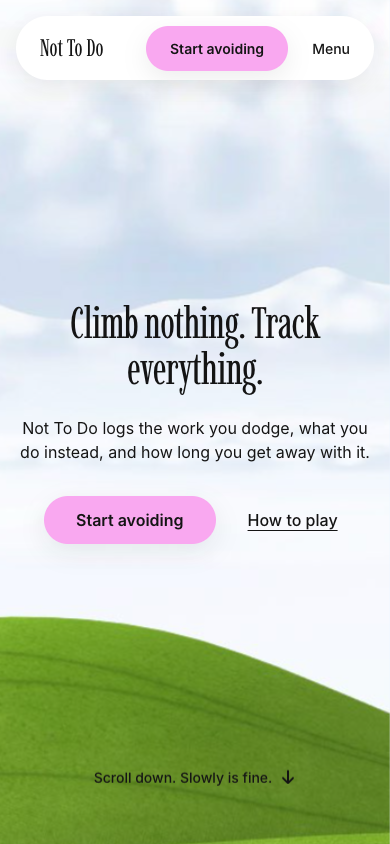 Not To Do
Start avoiding
Menu
Climb nothing. Track
everything.
Not To Do logs the work you dodge, what you
do instead, and how long you get away with it.
Start avoiding
How to play
Scroll down. Slowly is fine.